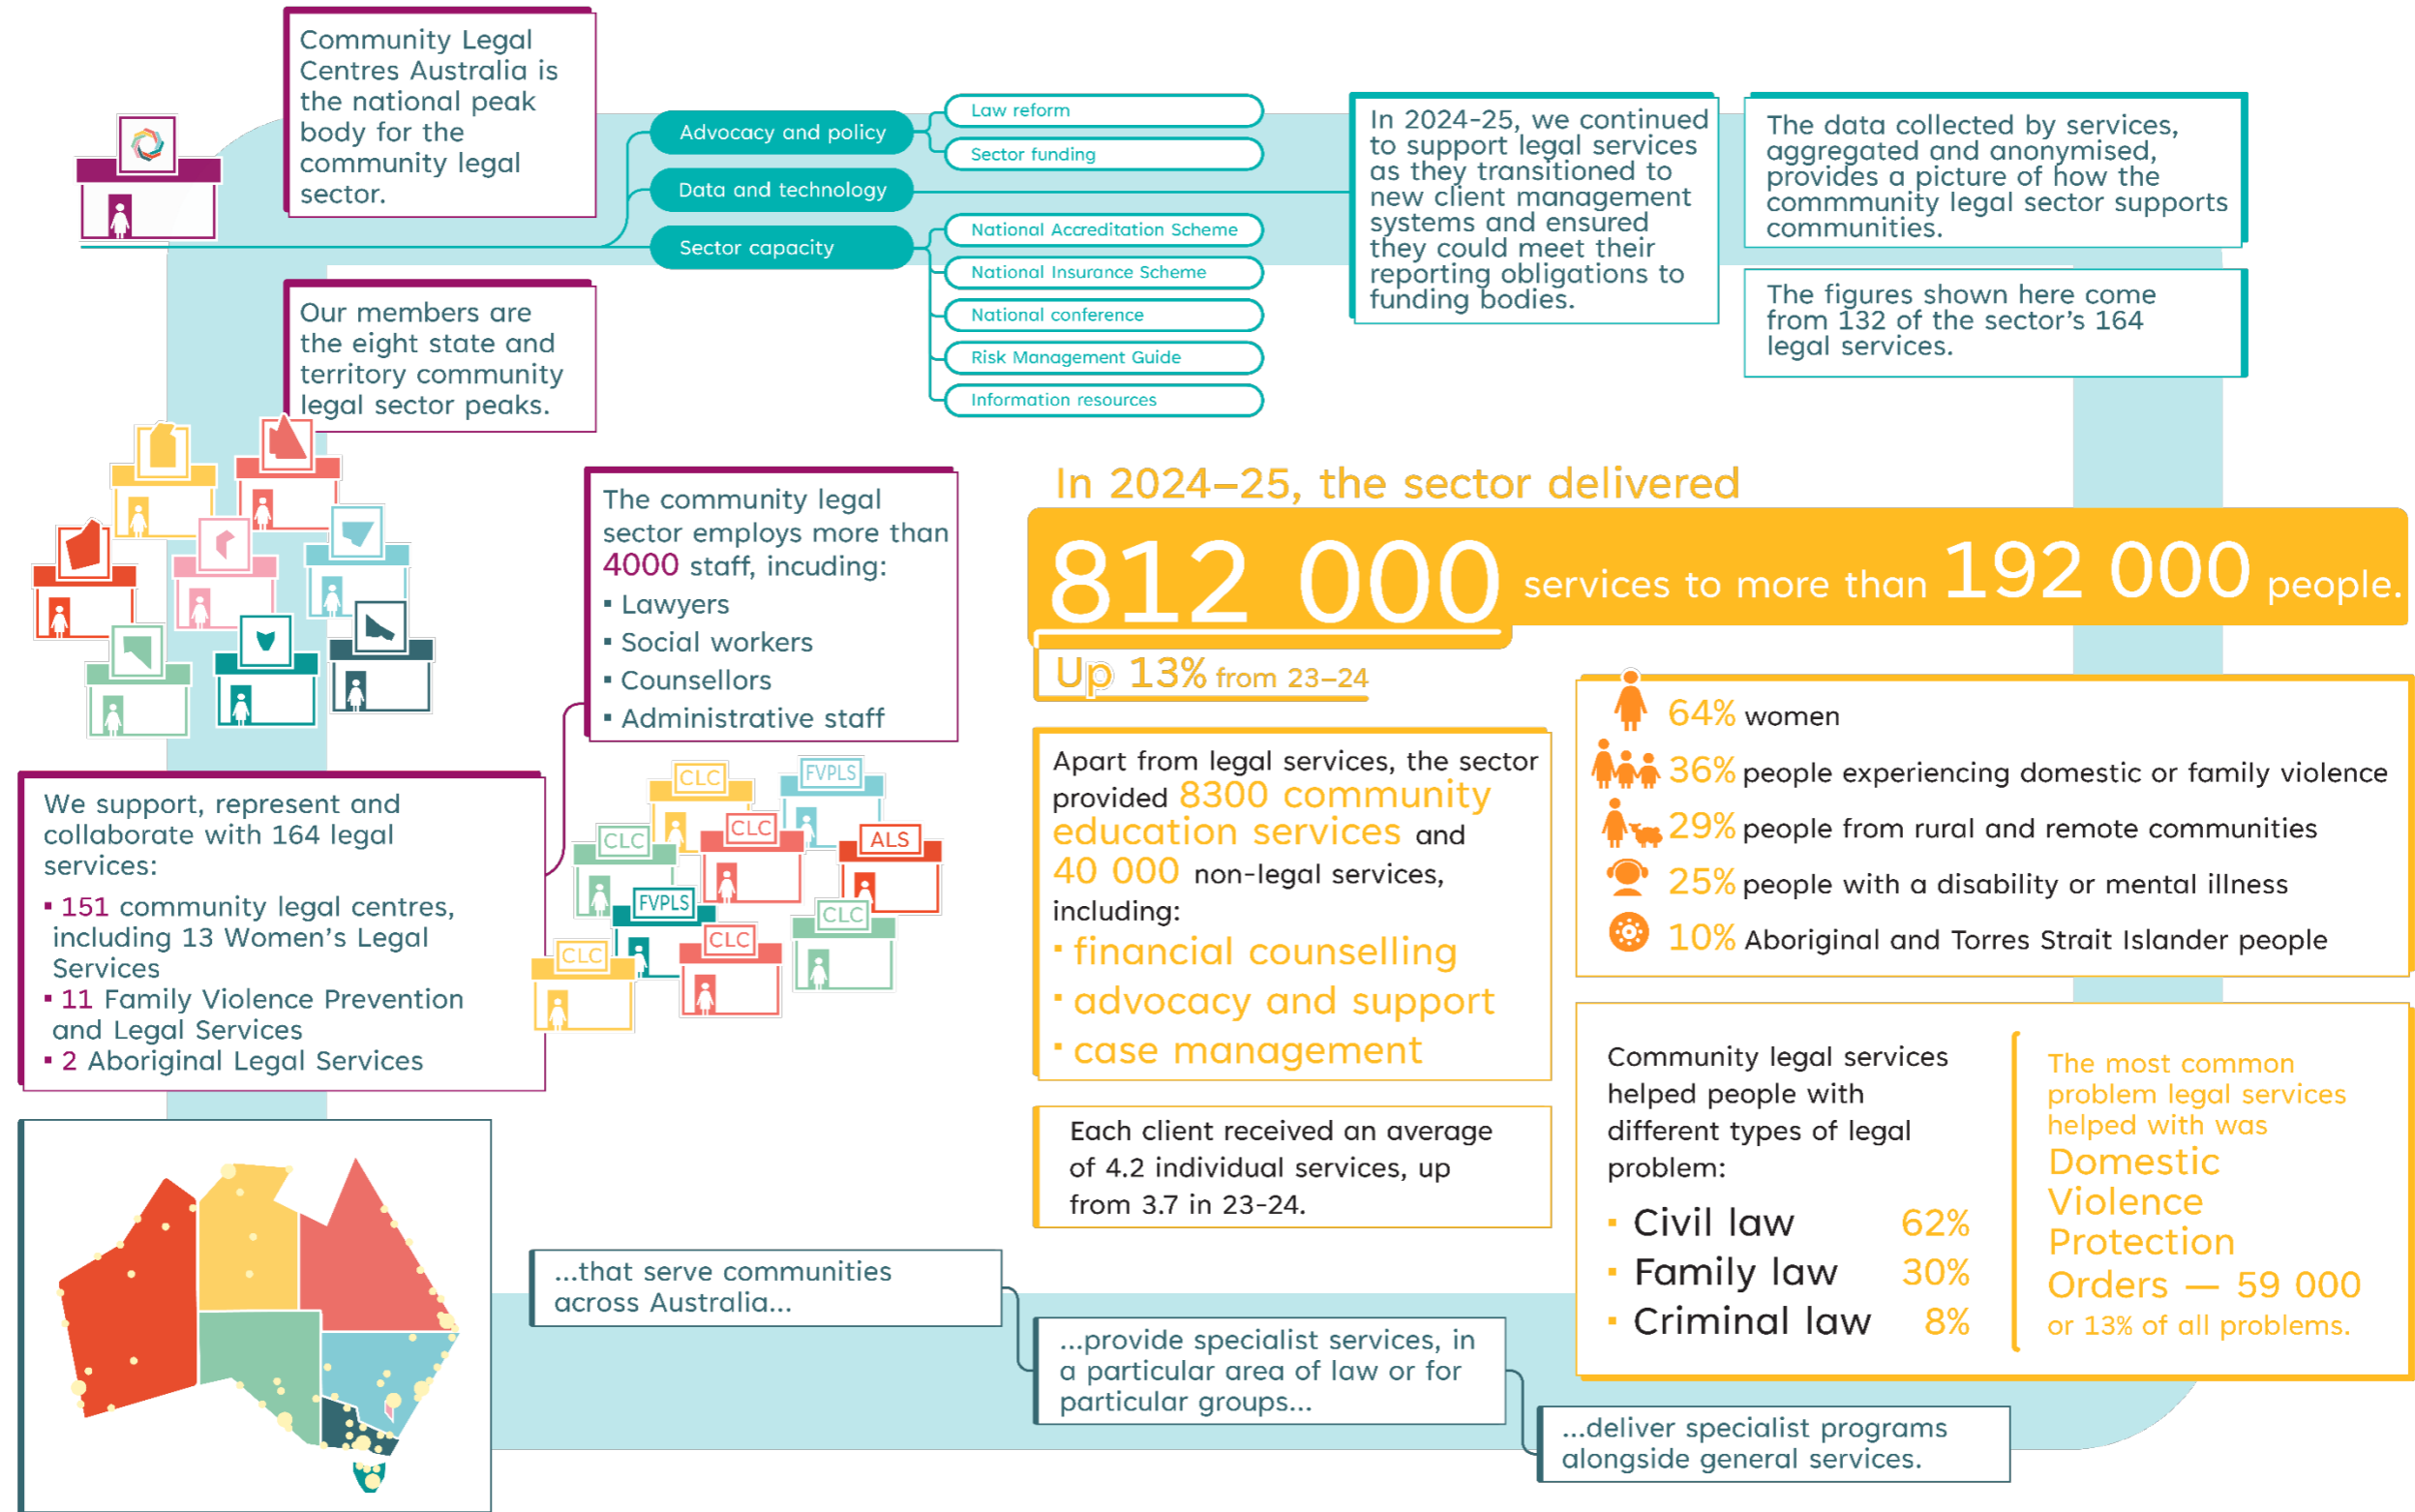 Community Legal
Centres Australia is
the national peak
body for the
community legal
sector.
Our members are
the eight state and
territory community
legal sector peaks.
Advocacy and policy
Law reform
Sector funding
Data and technology
Sector capacity
National Accreditation Scheme
National Insurance Scheme
National conference
Risk Management Guide
Information resources
In 2024-25, we continued
to support legal services
as they transitioned to
new client management
systems and ensured
they could meet their
reporting obligations to
funding bodies.
The data collected by services,
aggregated and anonymised,
provides a picture of how the
commmunity legal sector supports
communities.
The figures shown here come
from 132 of the sector's 164
legal services.
The community legal
sector employs more than
4000 staff, incuding:
▪ Lawyers
▪ Social workers
▪ Counsellors
▪ Administrative staff
We support, represent and
collaborate with 164 legal
services:
▪ 151 community legal centres,
including 13 Women's Legal
Services
▪ 11 Family Violence Prevention
and Legal Services
▪ 2 Aboriginal Legal Services
CLC
FVPLS
CLC
CLC
ALS
FVPLS
CLC
CLC
CLC
In 2024–25, the sector delivered
812 000 services to more than 192 000 people.
Up 13% from 23–24
Apart from legal services, the sector
provided 8300 community
education services and
40 000 non-legal services,
including:
▪ financial counselling
▪ advocacy and support
▪ case management
Each client received an average
of 4.2 individual services, up
from 3.7 in 23-24.
64% women
36% people experiencing domestic or family violence
29% people from rural and remote communities
25% people with a disability or mental illness
10% Aboriginal and Torres Strait Islander people
Community legal services
helped people with
different types of legal
problem:
▪ Civil law 62%
▪ Family law 30%
▪ Criminal law 8%
The most common
problem legal services
helped with was
Domestic
Violence
Protection
Orders — 59 000
or 13% of all problems.
...that serve communities
across Australia...
...provide specialist services, in
a particular area of law or for
particular groups...
...deliver specialist programs
alongside general services.